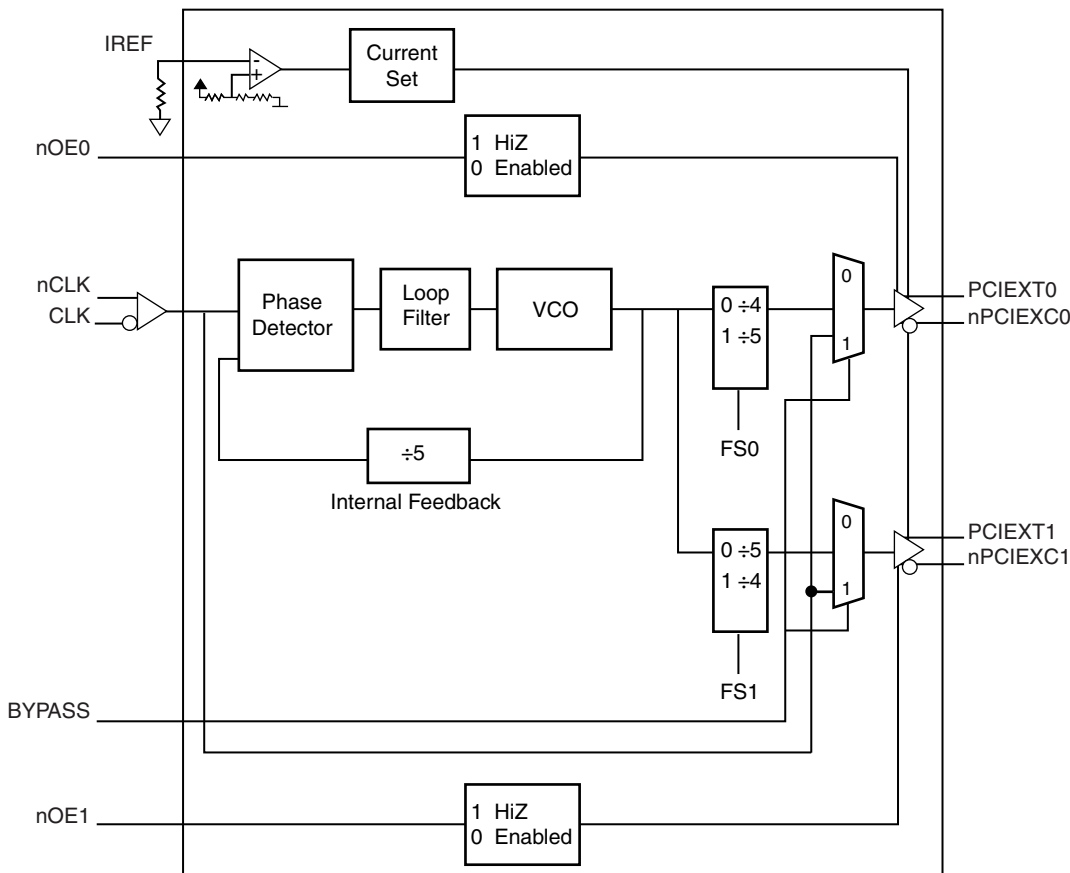 IREF
-
+
Current
Set
nOE0
1 HiZ
0 Enabled
nCLK
CLK
Phase
Detector
Loop
Filter
VCO
0 ÷4
1 ÷5
FS0
0
1
PCIEXT0
nPCIEXC0
÷5
Internal Feedback
0 ÷5
1 ÷4
FS1
0
1
PCIEXT1
nPCIEXC1
BYPASS
nOE1
1 HiZ
0 Enabled